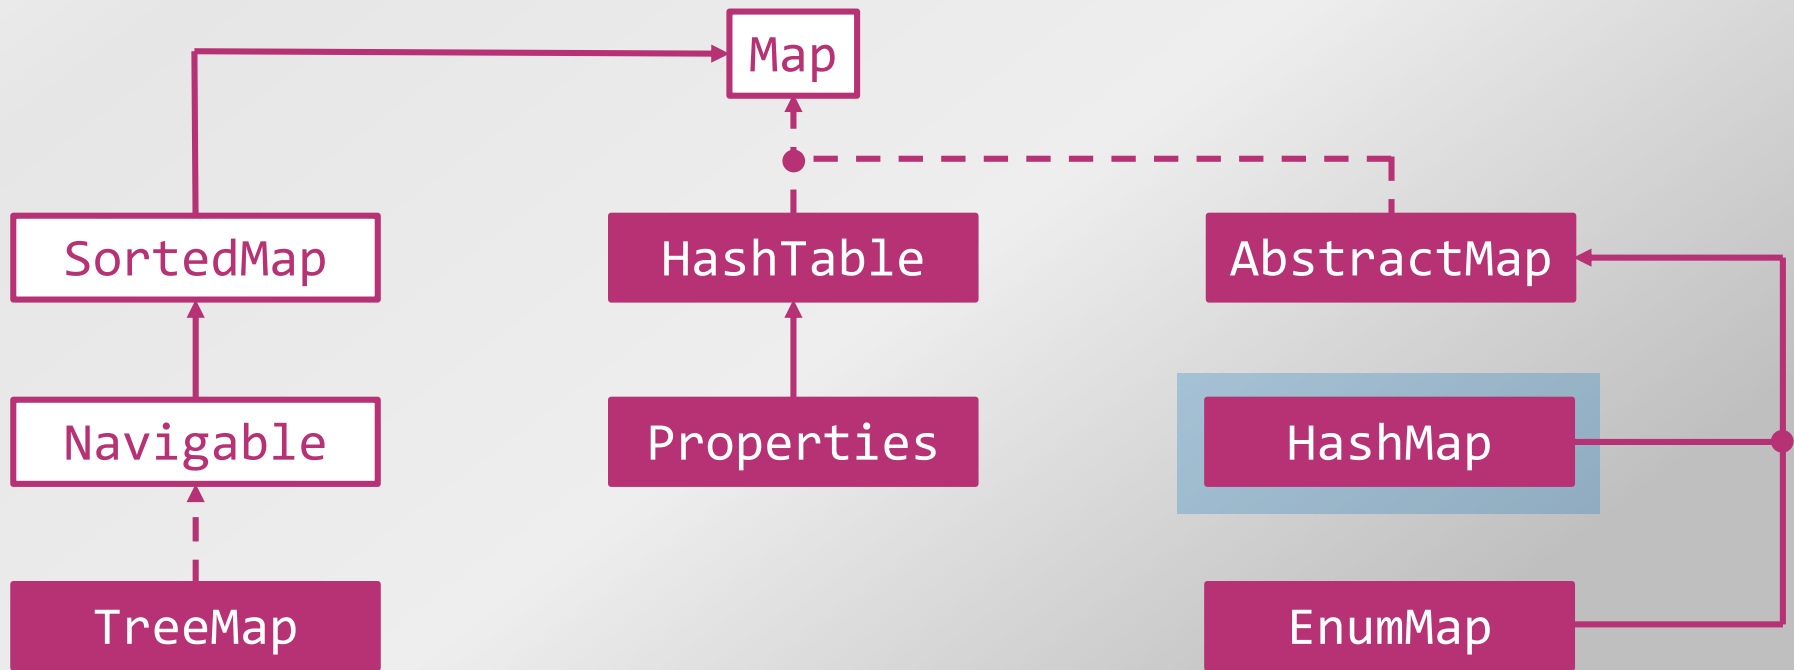 Map
SortedMap
HashTable
AbstractMap
Navigable
Properties
HashMap
TreeMap
EnumMap